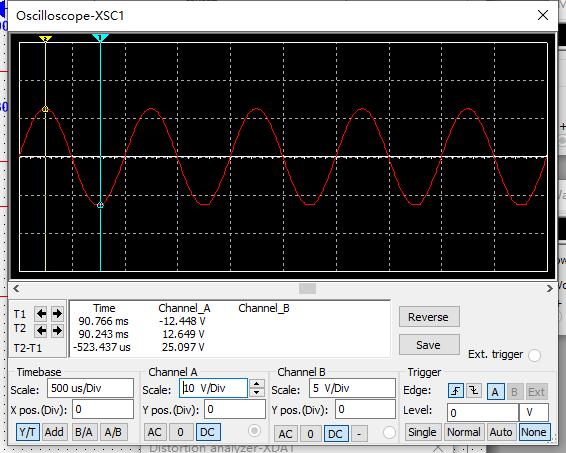 Oscilloscope-XSC1
2 1
Time Channel_A Channel_B
T1 90.766 ms -12.448 V
T2 90.243 ms 12.649 V
T2-T1 -523.437 us 25.097 V
Reverse
Save
Ext. trigger
Timebase
Scale: 500 us/Div
X pos.(Div): 0
Y/T Add B/A A/B
Channel A
Scale: 10 V/Div
Y pos.(Div): 0
AC 0 DC
Channel B
Scale: 5 V/Div
Y pos.(Div): 0
AC 0 DC -
Trigger
Edge: A B Ext
Level: 0 V
Single Normal Auto None
Distortion analyzer-XDA1